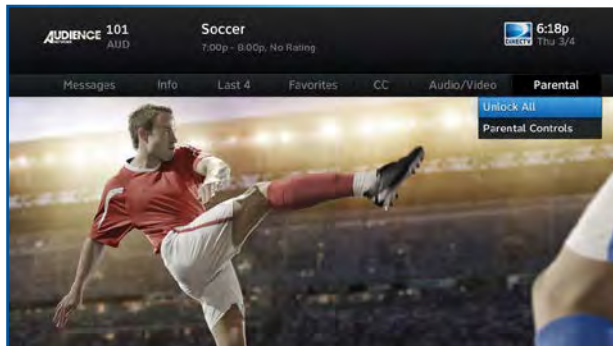 AUDIENCE NETWORK
101
AUD
Soccer
7:00p - 8:00p, No Rating
DIRECTV
6:18p
Thu 3/4
Messages Info Last 4 Favorites CC Audio/Video Parental
Unlock All
Parental Controls